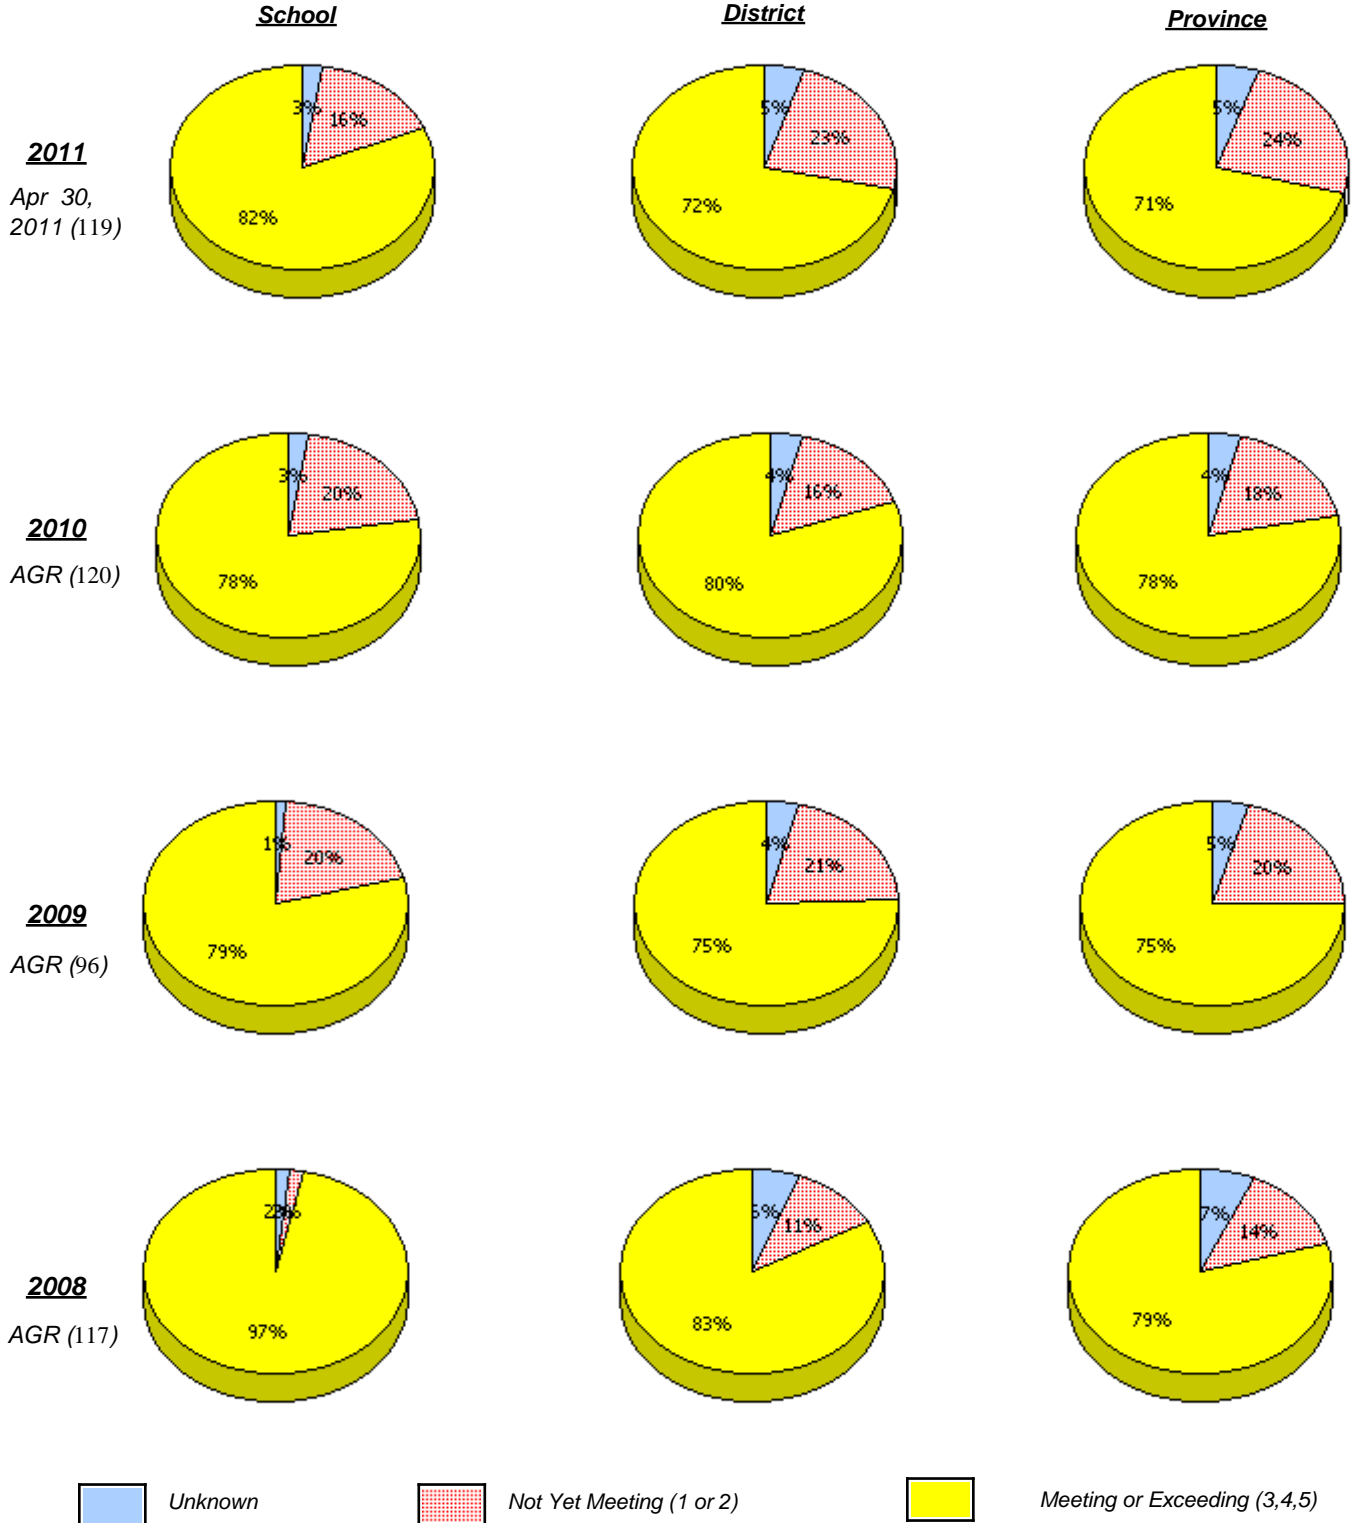 School District Province
3% 16% 82%
5% 23% 72%
5% 24% 71%
2011
Apr 30,
2011 (119)
3% 20% 78%
4% 16% 80%
4% 18% 78%
2010
AGR (120)
1% 20% 79%
4% 21% 75%
5% 20% 75%
2009
AGR (96)
97%
11% 83%
7% 14% 79%
2008
AGR (117)
Unknown Not Yet Meeting (1 or 2) Meeting or Exceeding (3,4,5)